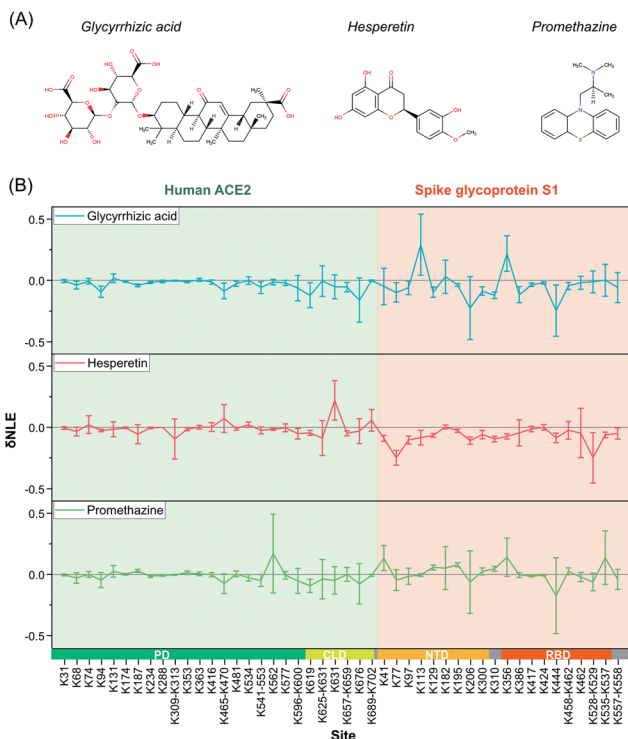 (A)
Glycyrrhizic acid
Hesperetin
Promethazine
(B)
Human ACE2
Spike glycoprotein S1
Glycyrrhizic acid
0.5
0.0
-0.5
Hesperetin
0.5
0.0
-0.5
Promethazine
0.5
0.0
-0.5
δNLE
PD
CLD
NTD
RBD
K31
K68
K74
K94
K131
K174
K187
K234
K288
K309-K313
K353
K363
K416
K465-K470
K481
K534
K541-553
K562
K577
K596-K600
K619
K625-K631
K631
K657-K659
K676
K689-K702
K41
K77
K97
K113
K129
K182
K195
K206
K300
K310
K356
K386
K417
K424
K444
K458-K462
K462
K528-K529
K535-K537
K557-K558
Site